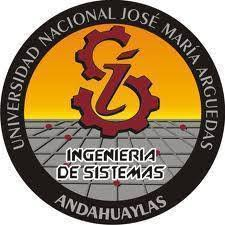 UNIVERSIDAD NACIONAL JOSÉ MARÍA ARGUEDAS
INGENIERIA
DE SISTEMAS
ANDAHUAYLAS